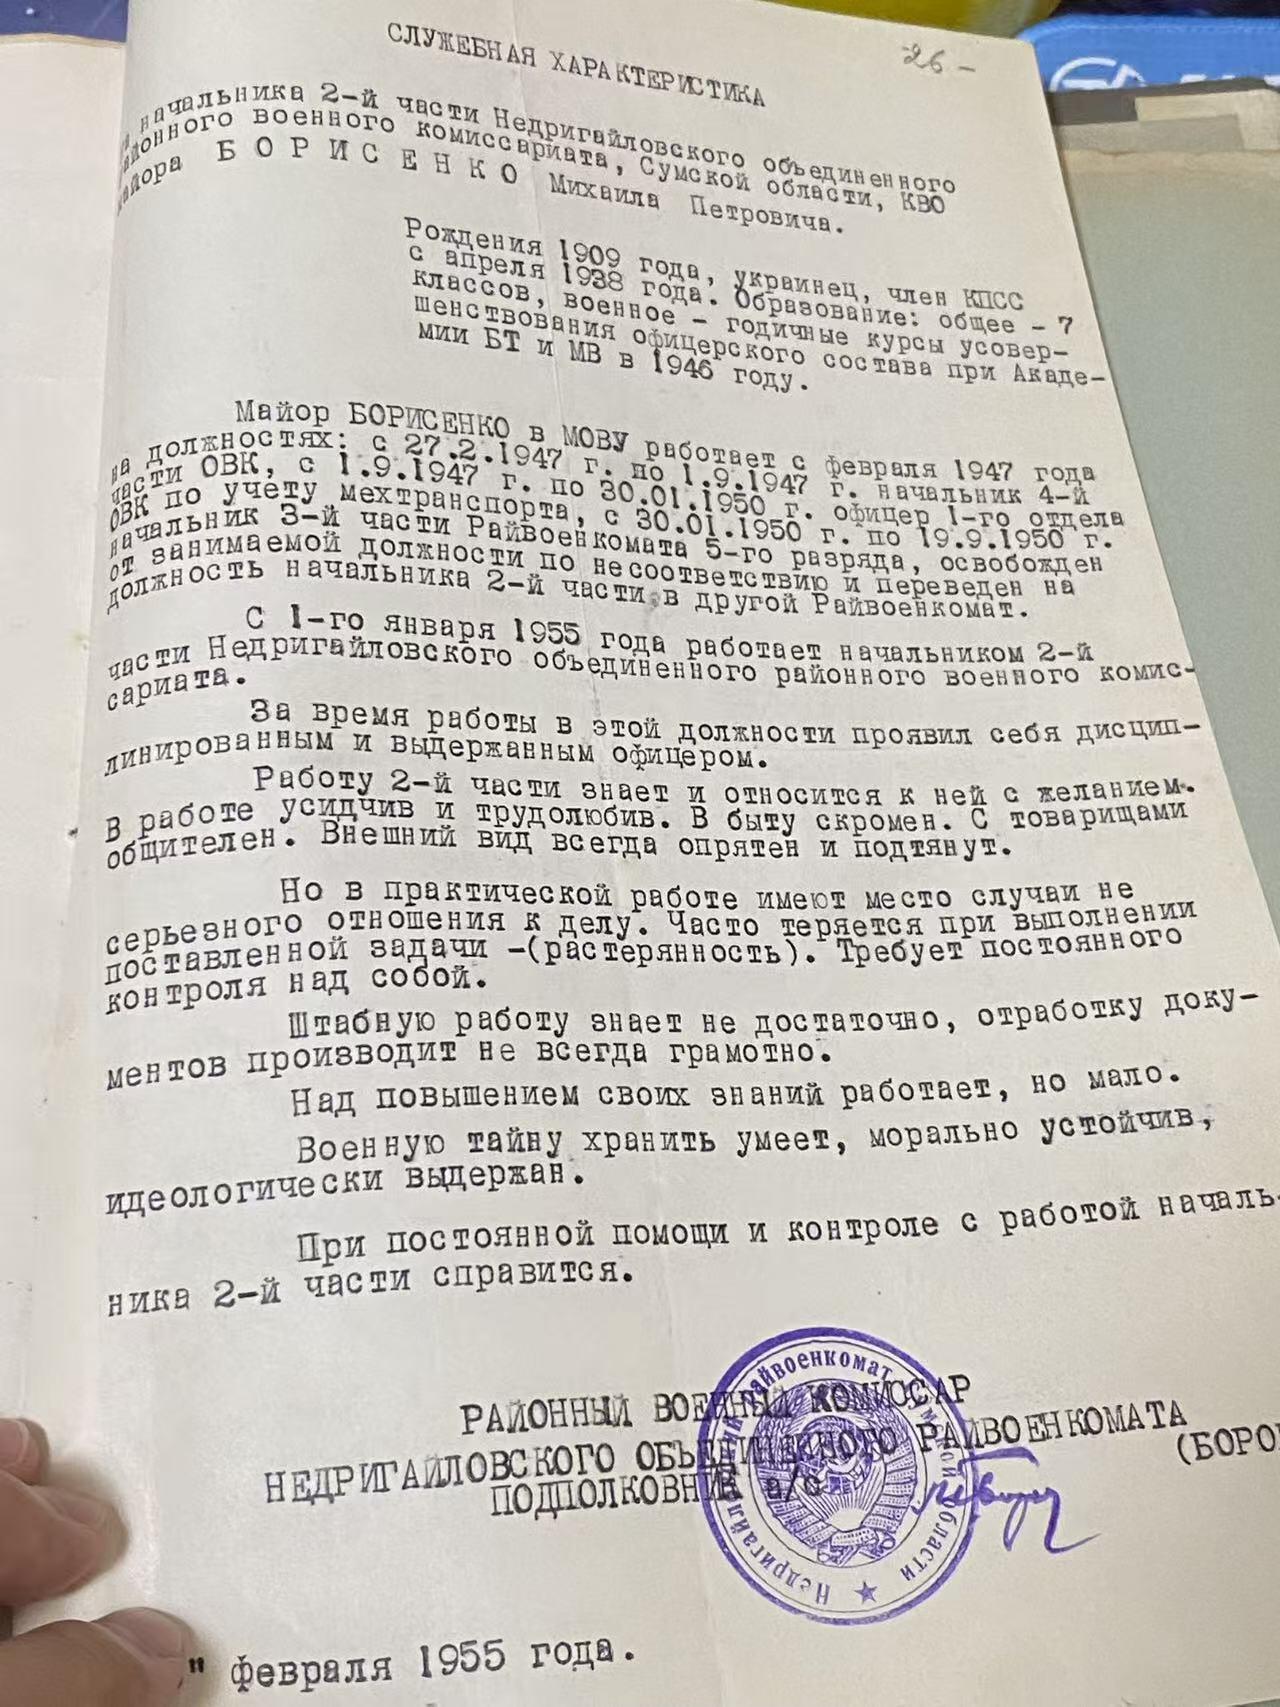 26-
СЛУЖЕБНАЯ ХАРАКТЕРИСТИКА
начальника 2-й части Недригайловского объединенного
районного военного комиссариата, Сумской области, КВО
майора БОРИСЕНКО Михаила Петровича.
Рождения 1909 года, украинец, член КПСС
с апреля 1938 года. Образование: общее - 7
классов, военное - годичные курсы усовер-
шенствования офицерского состава при Акаде-
мии БТ и МВ в 1946 году.
Майор БОРИСЕНКО в МОВУ работает с февраля 1947 года
на должностях: с 27.2.1947 г. по 1.9.1947 г. начальник 4-й
части ОВК, с 1.9.1947 г. по 30.01.1950 г. офицер 1-го отдела
ОВК по учету мехтранспорта, с 30.01.1950 г. по 19.9.1950 г.
начальник 3-й части Райвоенкомата 5-го разряда, освобожден
от занимаемой должности по несоответствию и переведен на
должность начальника 2-й части в другой Райвоенкомат.
С 1-го января 1955 года работает начальником 2-й
части Недригайловского объединенного районного военного комис-
сариата.
За время работы в этой должности проявил себя дисцип-
линированным и выдержанным офицером.
Работу 2-й части знает и относится к ней с желанием.
В работе усидчив и трудолюбив. В быту скромен. С товарищами
общителен. Внешний вид всегда опрятен и подтянут.
Но в практической работе имеют место случаи не
серьезного отношения к делу. Часто теряется при выполнении
поставленной задачи -(растерянность). Требует постоянного
контроля над собой.
Штабную работу знает не достаточно, отработку доку-
ментов производит не всегда грамотно.
Над повышением своих знаний работает, но мало.
Военную тайну хранить умеет, морально устойчив,
идеологически выдержан.
При постоянной помощи и контроле с работой началь-
ника 2-й части справится.
РАЙОННЫЙ ВОЕННЫЙ КОМИССАР
НЕДРИГАЙЛОВСКОГО ОБЬЕДИНЕННОГО РАЙВОЕНКОМАТА
ПОДПОЛКОВНИК а/с
(БОРО
Недригайловский райвоенкомат Сумской области
" февраля 1955 года.